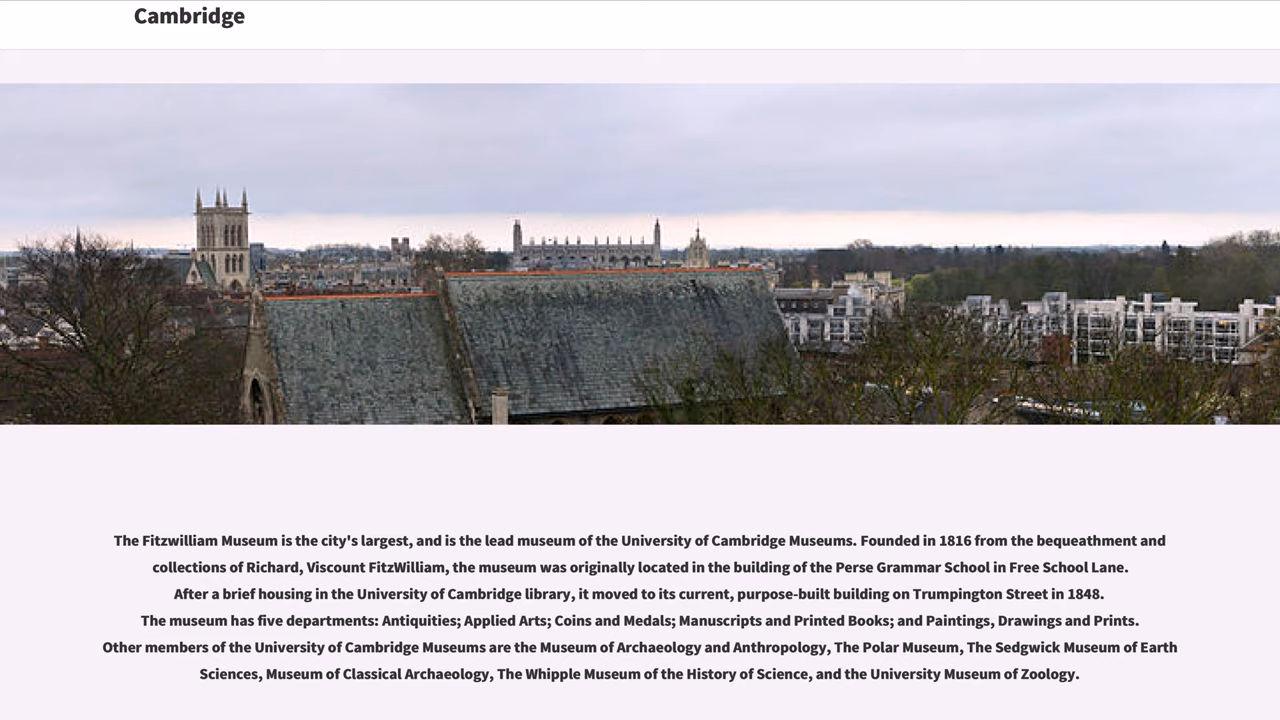 Cambridge
The Fitzwilliam Museum is the city's largest, and is the lead museum of the University of Cambridge Museums. Founded in 1816 from the bequeathment and
collections of Richard, Viscount FitzWilliam, the museum was originally located in the building of the Perse Grammar School in Free School Lane.
After a brief housing in the University of Cambridge library, it moved to its current, purpose-built building on Trumpington Street in 1848.
The museum has five departments: Antiquities; Applied Arts; Coins and Medals; Manuscripts and Printed Books; and Paintings, Drawings and Prints.
Other members of the University of Cambridge Museums are the Museum of Archaeology and Anthropology, The Polar Museum, The Sedgwick Museum of Earth
Sciences, Museum of Classical Archaeology, The Whipple Museum of the History of Science, and the University Museum of Zoology.